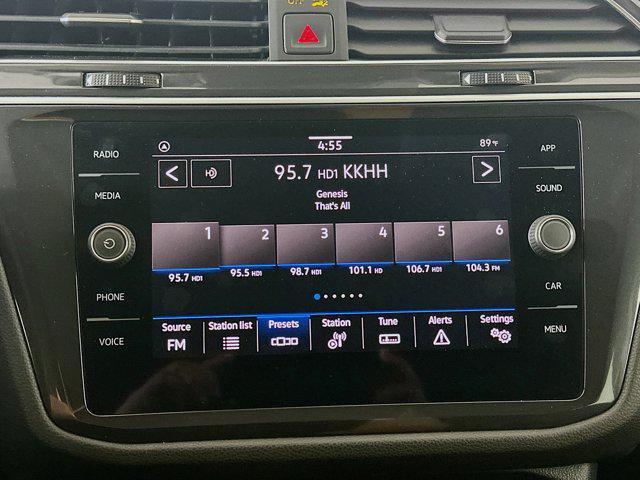 OFF
4:55
89°F
RADIO
95.7 HD1 KKHH
APP
MEDIA
Genesis
That's All
SOUND
1 2 3 4 5 6
95.7 HD1 95.5 HD1 98.7 HD1 101.1 HD 106.7 HD1 104.3 FM
PHONE
CAR
Source Station list Presets Station Tune Alerts Settings
FM
VOICE
MENU